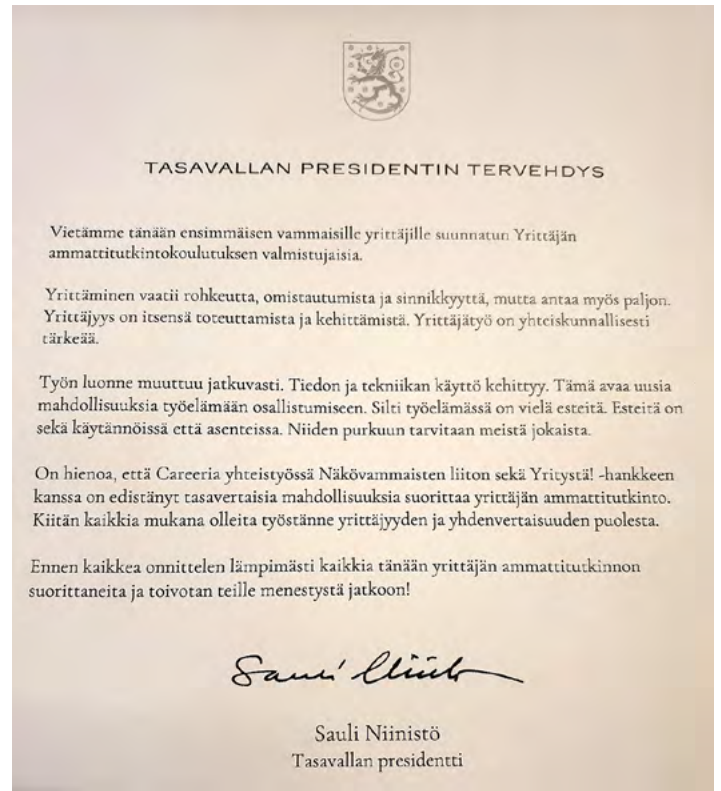 TASAVALLAN PRESIDENTIN TERVEHDYS
Vietämme tänään ensimmäisen vammaisille yrittäjille suunnatun Yrittäjän
ammattitutkintokoulutuksen valmistujaisia.
Yrittäminen vaatii rohkeutta, omistautumista ja sinnikkyyttä, mutta antaa myös paljon.
Yrittäjyys on itsensä toteuttamista ja kehittämistä. Yrittäjätyö on yhteiskunnallisesti
tärkeää.
Työn luonne muuttuu jatkuvasti. Tiedon ja tekniikan käyttö kehittyy. Tämä avaa uusia
mahdollisuuksia työelämään osallistumiseen. Silti työelämässä on vielä esteitä. Esteitä on
sekä käytännöissä että asenteissa. Niiden purkuun tarvitaan meistä jokaista.
On hienoa, että Careeria yhteistyössä Näkövammaisten liiton sekä Yritystä! -hankkeen
kanssa on edistänyt tasavertaisia mahdollisuuksia suorittaa yrittäjän ammattitutkinto.
Kiitän kaikkia mukana olleita työstänne yrittäjyyden ja yhdenvertaisuuden puolesta.
Ennen kaikkea onnittelen lämpimästi kaikkia tänään yrittäjän ammattitutkinnon
suorittaneita ja toivotan teille menestystä jatkoon!
Sauli Niinistö
Sauli Niinistö
Tasavallan presidentti